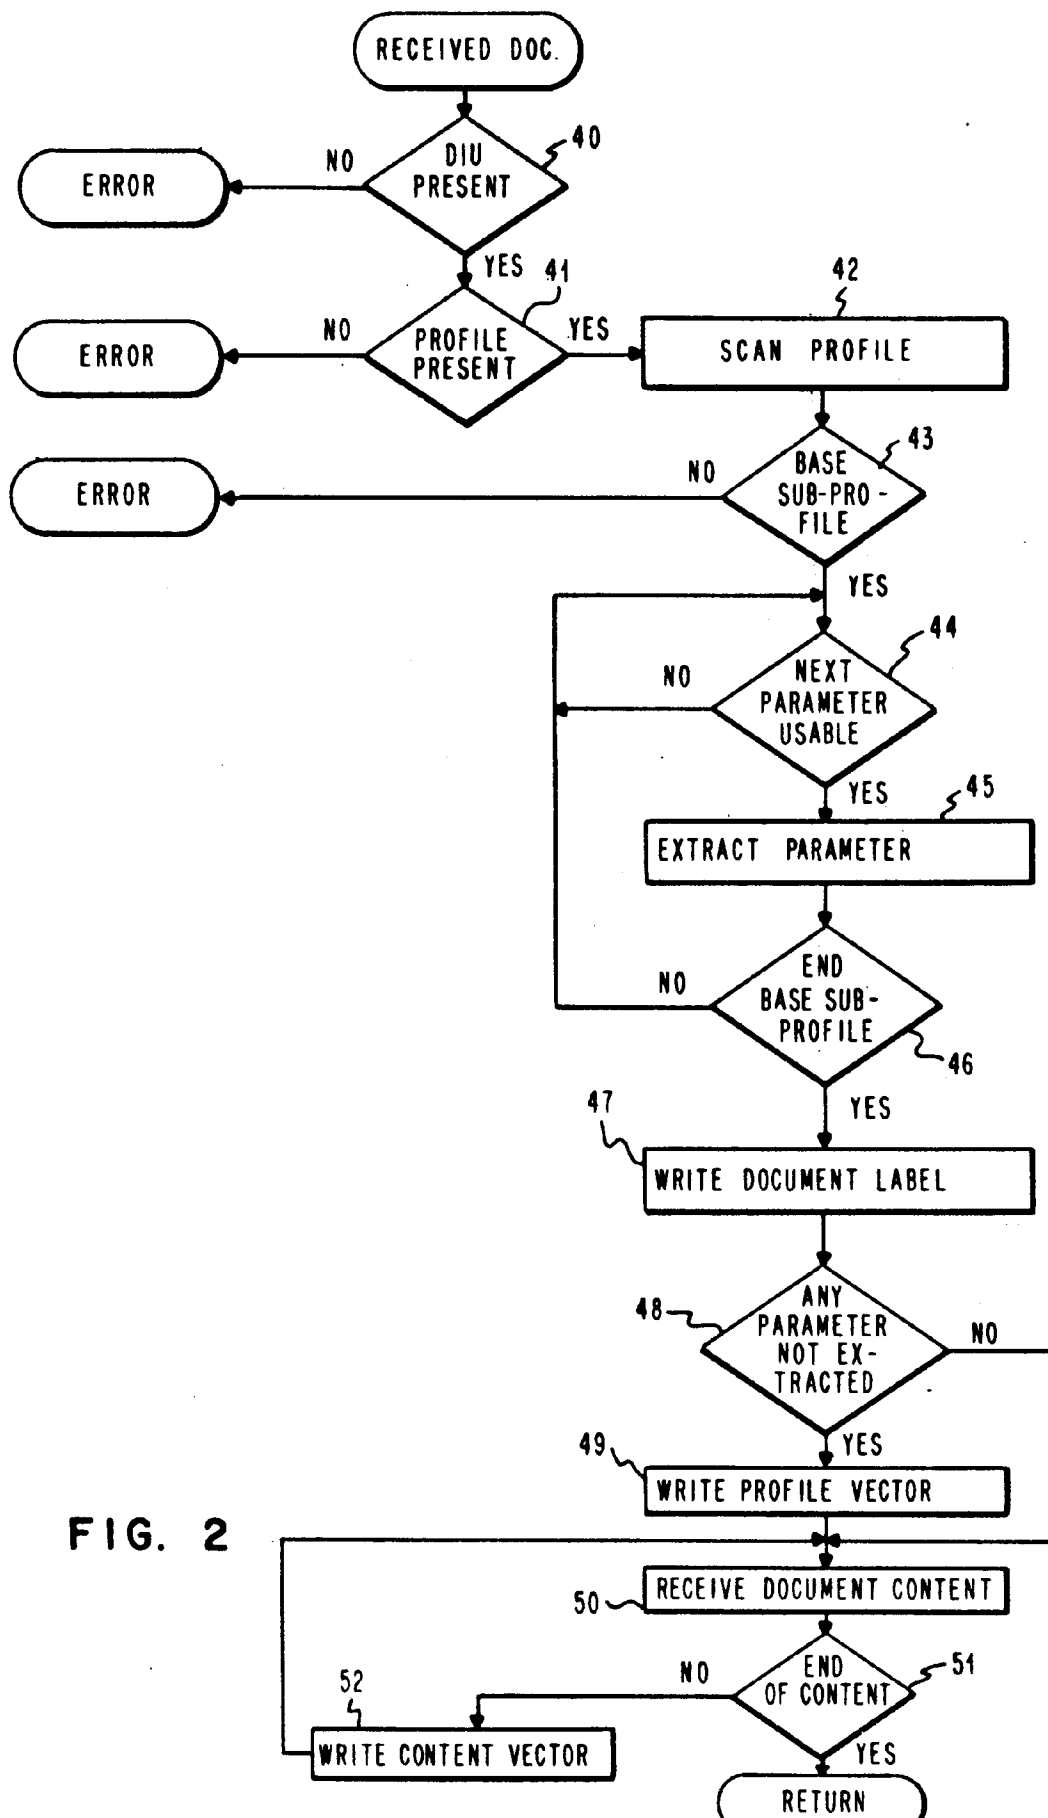 RECEIVED DOC.
40
DIU
PRESENT
NO
ERROR
YES
41
PROFILE
PRESENT
NO
ERROR
YES
42
SCAN PROFILE
43
BASE
SUB-PRO-
FILE
NO
ERROR
YES
44
NEXT
PARAMETER
USABLE
NO
YES
45
EXTRACT PARAMETER
END
BASE SUB-
PROFILE
NO
46
YES
47
WRITE DOCUMENT LABEL
48
ANY
PARAMETER
NOT EX-
TRACTED
NO
YES
49
WRITE PROFILE VECTOR
FIG. 2
RECEIVE DOCUMENT CONTENT
50
END
OF CONTENT
51
NO
52
WRITE CONTENT VECTOR
YES
RETURN